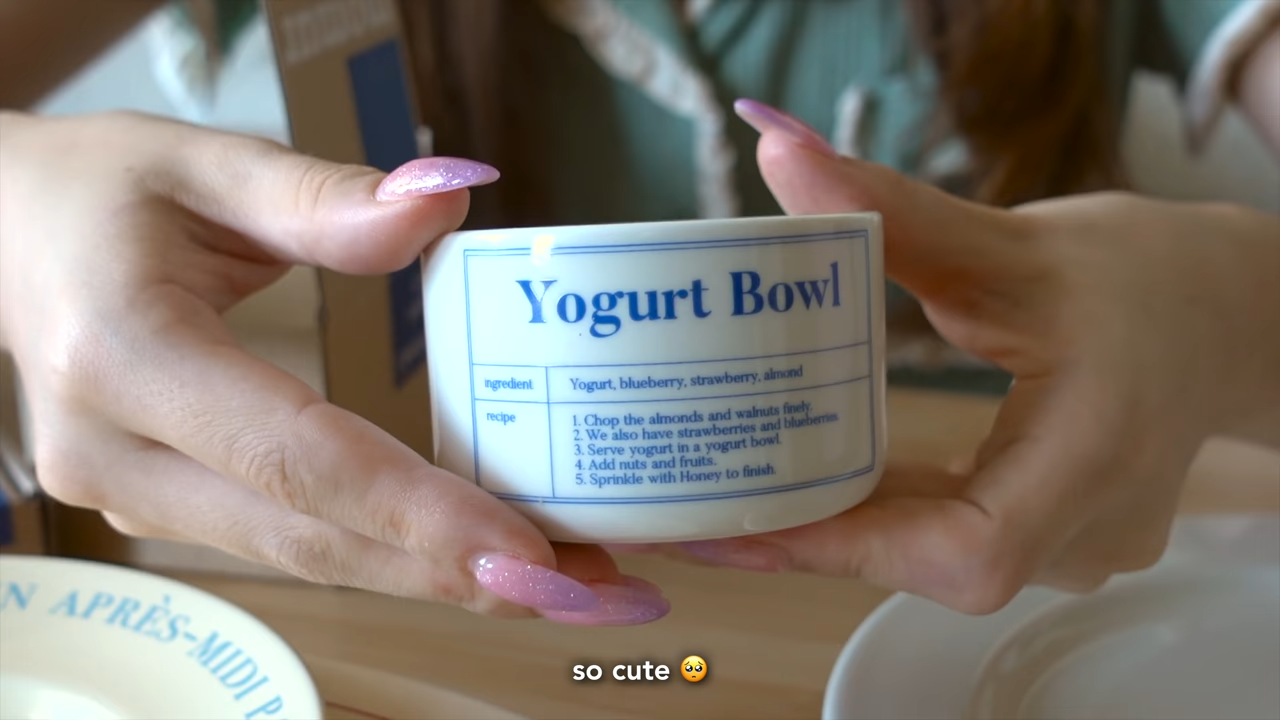 Yogurt Bowl
ingredient
Yogurt, blueberry, strawberry, almond
recipe
1. Chop the almonds and walnuts finely.
2. We also have strawberries and blueberries.
3. Serve yogurt in a yogurt bowl.
4. Add nuts and fruits.
5. Sprinkle with Honey to finish.
N APRÈS-MIDI P
so cute 🥺